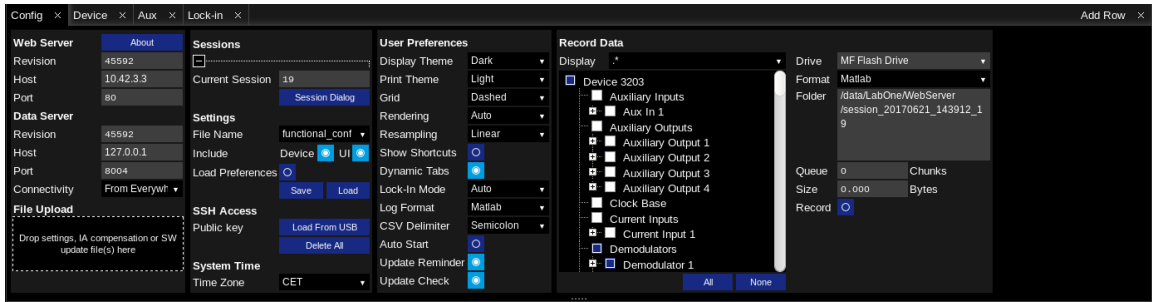 Config × Device × Aux × Lock-in × Add Row ×
Web Server About
Revision 45592
Host 10.42.3.3
Port 80
Data Server
Revision 45592
Host 127.0.0.1
Port 8004
Connectivity From Everywh
File Upload
Drop settings, IA compensation or SW
update file(s) here
Sessions
Current Session 19
Session Dialog
Settings
File Name functional_conf
Include Device UI
Load Preferences
Save Load
SSH Access
Public key Load From USB
Delete All
System Time
Time Zone CET
User Preferences
Display Theme Dark
Print Theme Light
Grid Dashed
Rendering Auto
Resampling Linear
Show Shortcuts
Dynamic Tabs
Lock-In Mode Auto
Log Format Matlab
CSV Delimiter Semicolon
Auto Start
Update Reminder
Update Check
Record Data
Display .*
Device 3203
Auxiliary Inputs
Aux In 1
Auxiliary Outputs
Auxiliary Output 1
Auxiliary Output 2
Auxiliary Output 3
Auxiliary Output 4
Clock Base
Current Inputs
Current Input 1
Demodulators
Demodulator 1
All None
Drive MF Flash Drive
Format Matlab
Folder /data/LabOne/WebServer
/session_20170621_143912_1
9
Queue 0 Chunks
Size 0.000 Bytes
Record